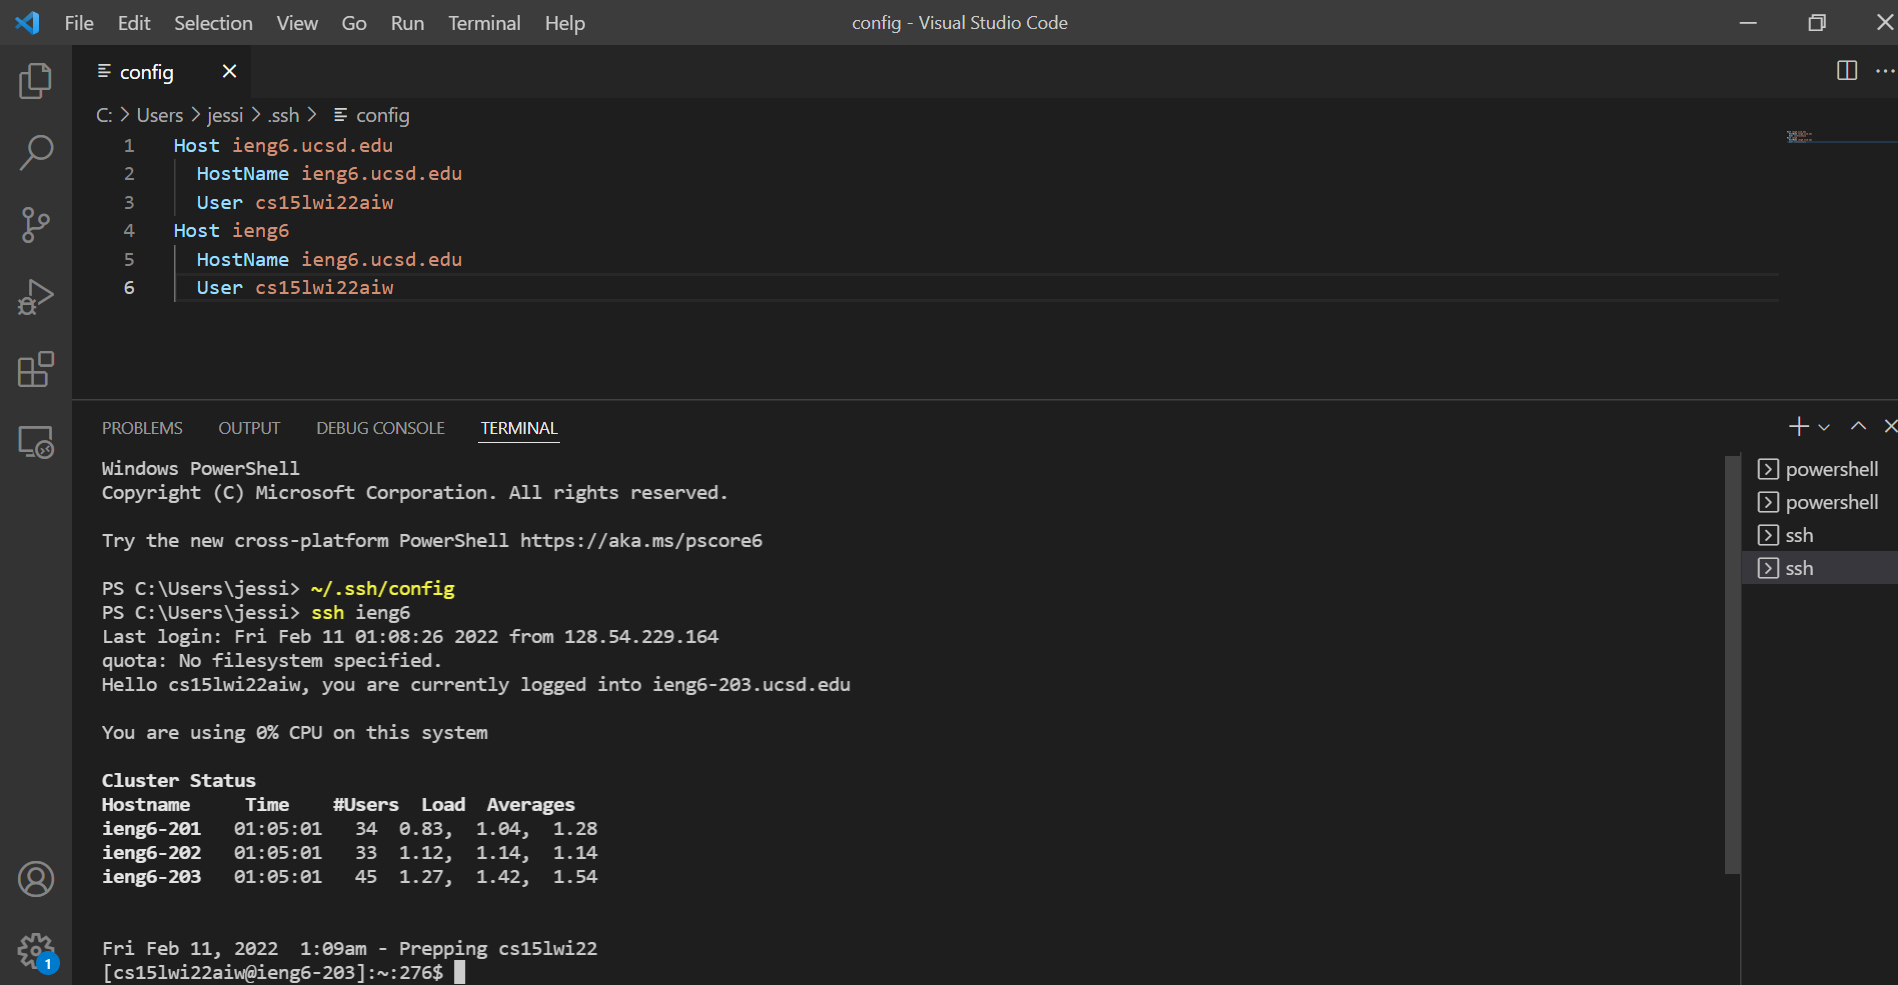 File Edit Selection View Go Run Terminal Help config - Visual Studio Code
config
C: > Users > jessi > .ssh > config
1 Host ieng6.ucsd.edu
2 HostName ieng6.ucsd.edu
3 User cs15lwi22aiw
4 Host ieng6
5 HostName ieng6.ucsd.edu
6 User cs15lwi22aiw
PROBLEMS OUTPUT DEBUG CONSOLE TERMINAL
Windows PowerShell
Copyright (C) Microsoft Corporation. All rights reserved.
Try the new cross-platform PowerShell https://aka.ms/pscore6
PS C:\Users\jessi> ~/.ssh/config
PS C:\Users\jessi> ssh ieng6
Last login: Fri Feb 11 01:08:26 2022 from 128.54.229.164
quota: No filesystem specified.
Hello cs15lwi22aiw, you are currently logged into ieng6-203.ucsd.edu
You are using 0% CPU on this system
Cluster Status
Hostname Time #Users Load Averages
ieng6-201 01:05:01 34 0.83, 1.04, 1.28
ieng6-202 01:05:01 33 1.12, 1.14, 1.14
ieng6-203 01:05:01 45 1.27, 1.42, 1.54
Fri Feb 11, 2022 1:09am - Prepping cs15lwi22
[cs15lwi22aiw@ieng6-203]:~:276$
powershell
powershell
ssh
ssh
1